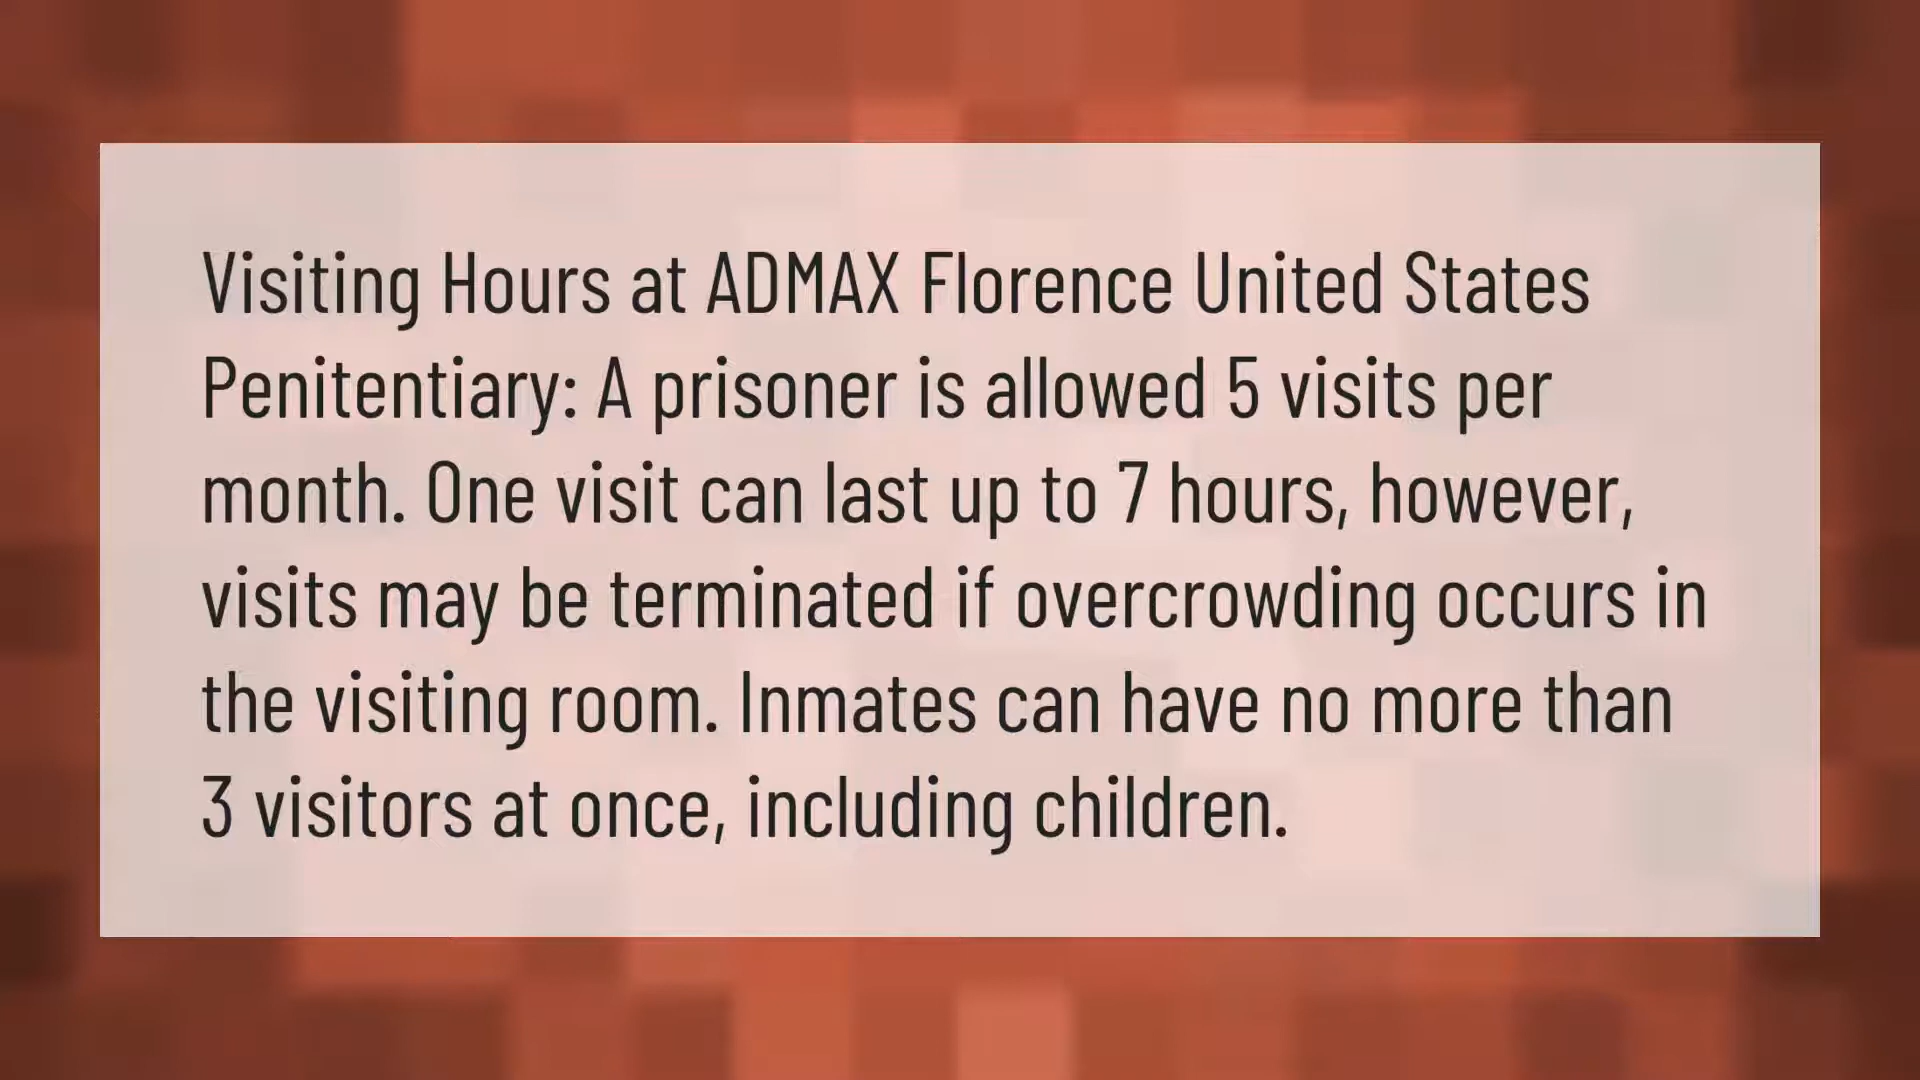 Visiting Hours at ADMAX Florence United States
Penitentiary: A prisoner is allowed 5 visits per
month. One visit can last up to 7 hours, however,
visits may be terminated if overcrowding occurs in
the visiting room. Inmates can have no more than
3 visitors at once, including children.